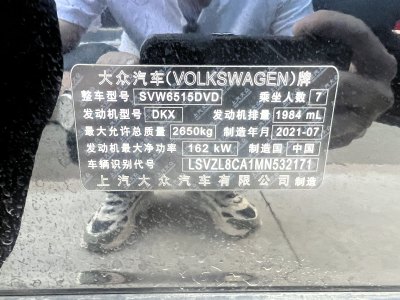 大众汽车(VOLKSWAGEN)牌
整车型号 SVW6515DVD 乘坐人数 7
发动机型号 DKX 发动机排量 1984 mL
最大允许总质量 2650kg 制造年月 2021-07
发动机最大净功率 162 kW 制造国 中国
车辆识别代号 LSVZL8CA1MN532171
上汽大众汽车有限公司 制造